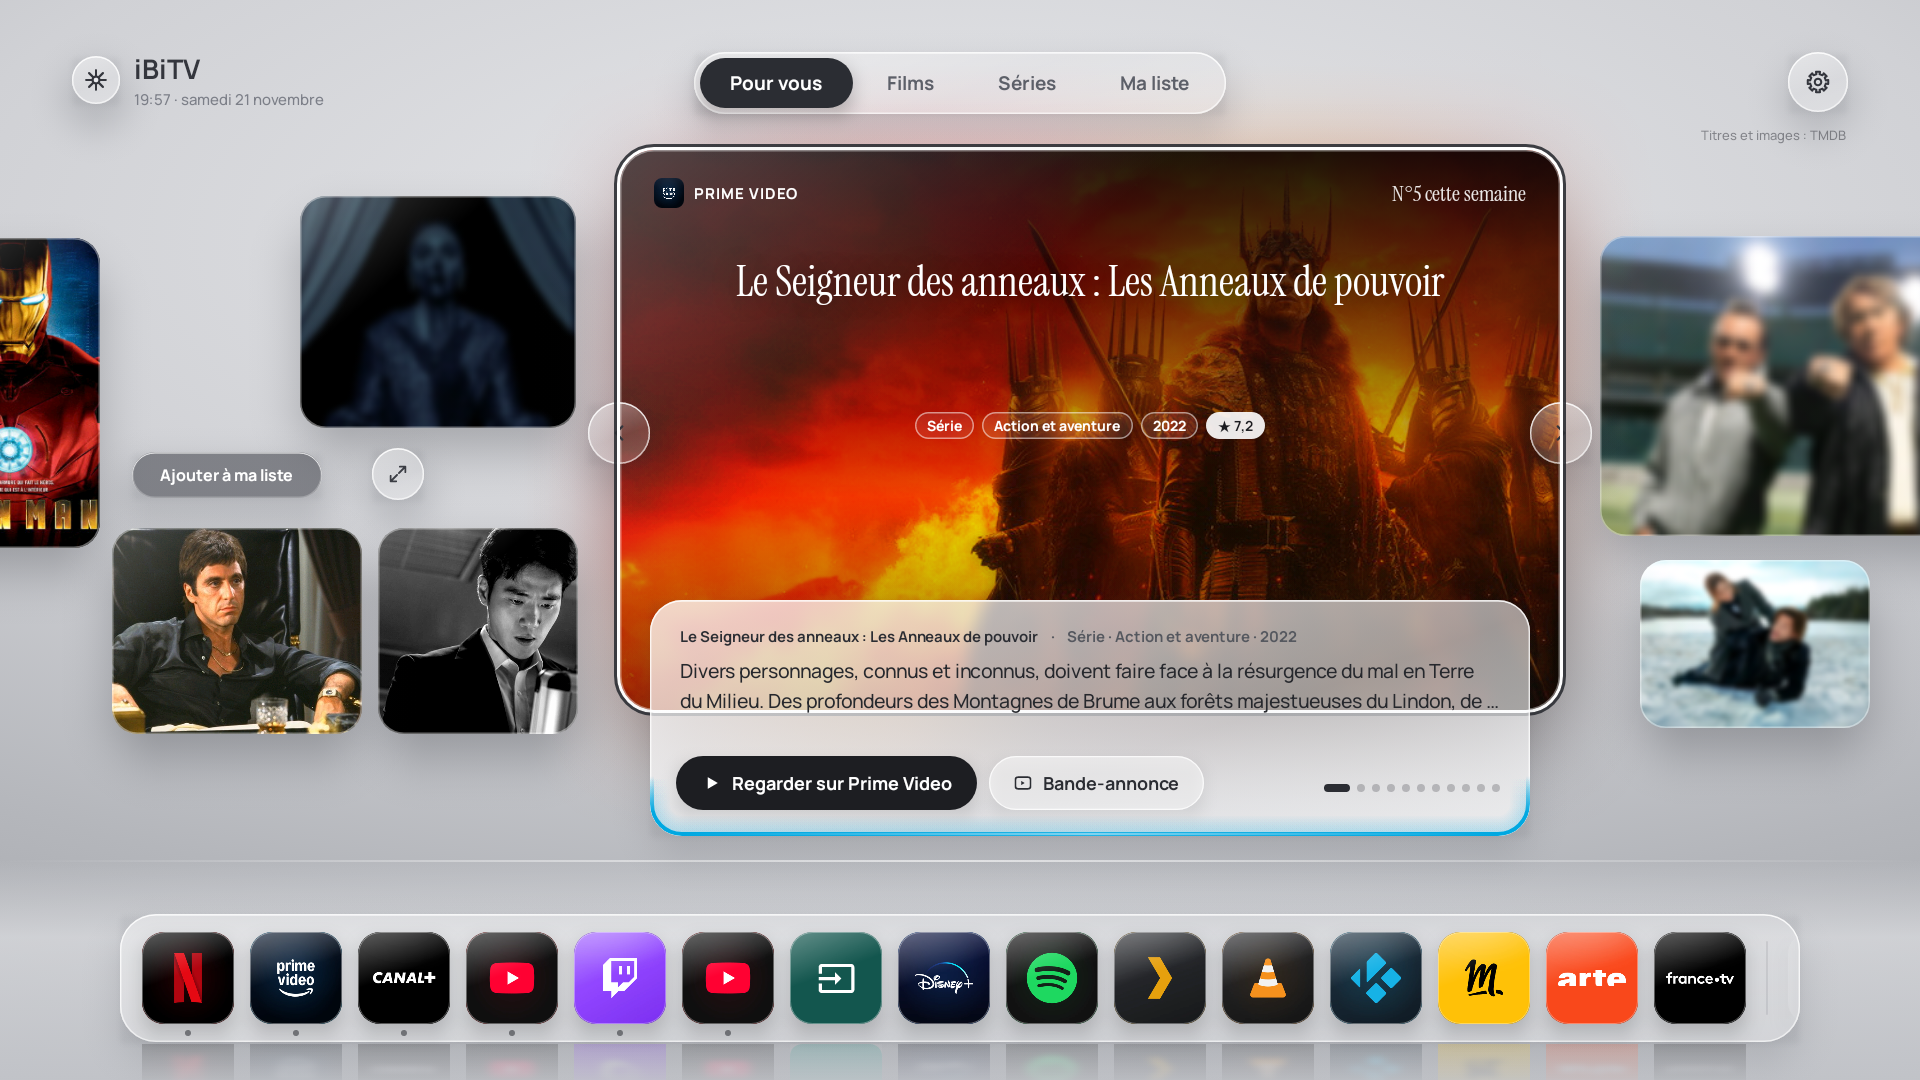 iBiTV
19:57 · samedi 21 novembre
Pour vous
Films
Séries
Ma liste
Titres et images : TMDB
PRIME VIDEO
N°5 cette semaine
Le Seigneur des anneaux : Les Anneaux de pouvoir
Série
Action et aventure
2022
★ 7,2
Ajouter à ma liste
N MAN
Le Seigneur des anneaux : Les Anneaux de pouvoir · Série · Action et aventure · 2022
Divers personnages, connus et inconnus, doivent faire face à la résurgence du mal en Terre
du Milieu. Des profondeurs des Montagnes de Brume aux forêts majestueuses du Lindon, de ...
Regarder sur Prime Video
Bande-annonce
N
prime
video
CANAL+
Disney+
m.
arte
france•tv